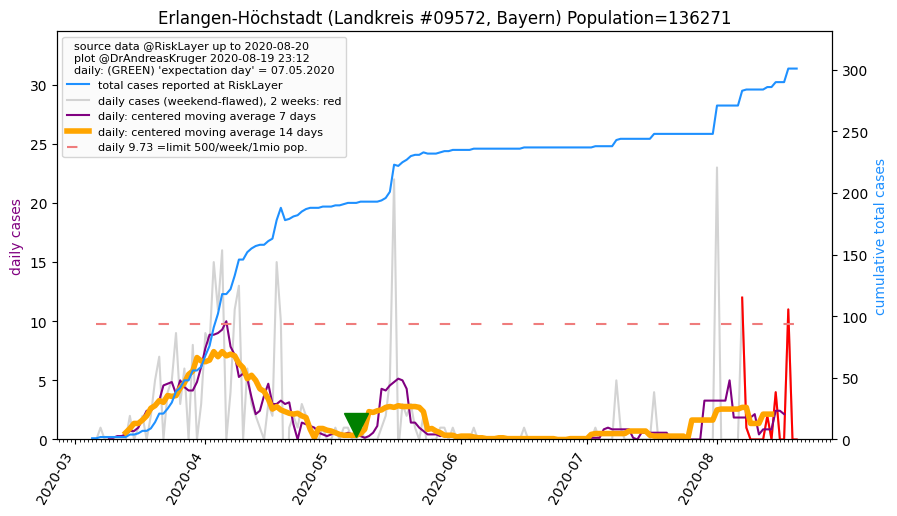 Erlangen-Höchstadt (Landkreis #09572, Bayern) Population=136271
source data @RiskLayer up to 2020-08-20
plot @DrAndreasKruger 2020-08-19 23:12
daily: (GREEN) 'expectation day' = 07.05.2020
total cases reported at RiskLayer
daily cases (weekend-flawed), 2 weeks: red
daily: centered moving average 7 days
daily: centered moving average 14 days
daily 9.73 =limit 500/week/1mio pop.
daily cases
30
25
20
15
10
5
0
cumulative total cases
300
250
200
150
100
50
0
2020-03
2020-04
2020-05
2020-06
2020-07
2020-08